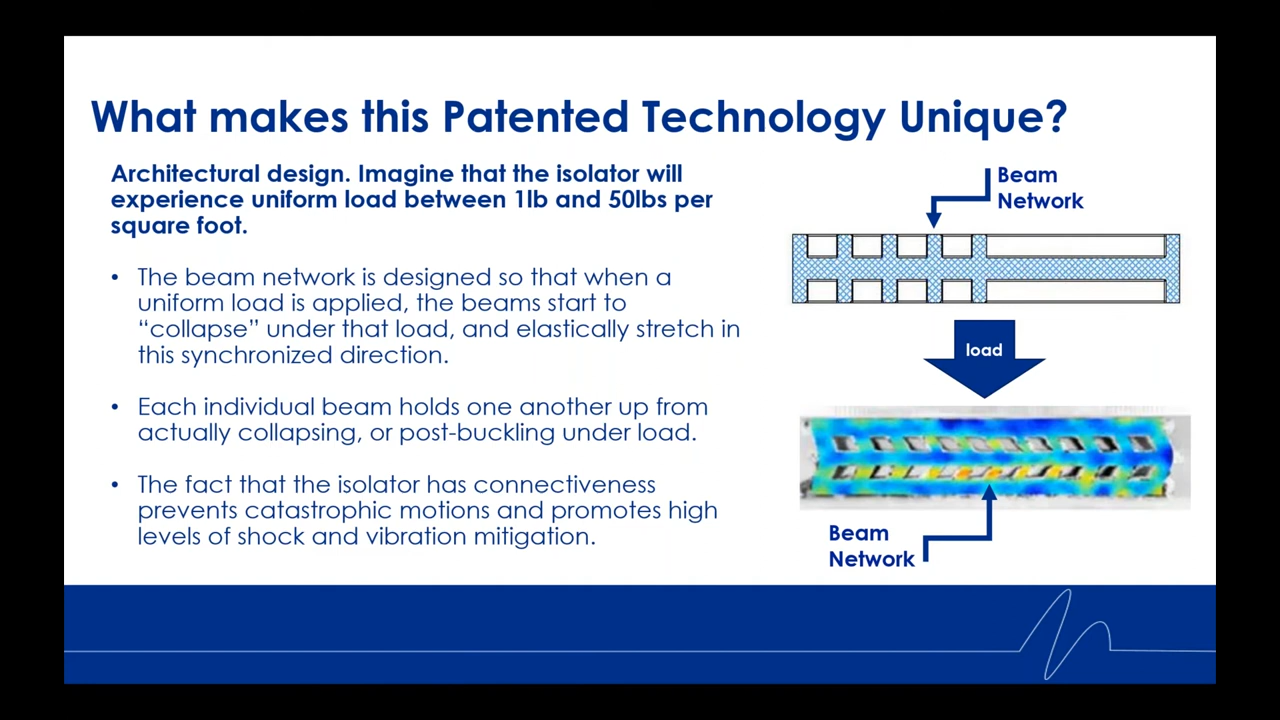 What makes this Patented Technology Unique?
Architectural design. Imagine that the isolator will
experience uniform load between 1lb and 50lbs per
square foot.
• The beam network is designed so that when a
uniform load is applied, the beams start to
“collapse” under that load, and elastically stretch in
this synchronized direction.
• Each individual beam holds one another up from
actually collapsing, or post-buckling under load.
• The fact that the isolator has connectiveness
prevents catastrophic motions and promotes high
levels of shock and vibration mitigation.
Beam
Network
load
Beam
Network